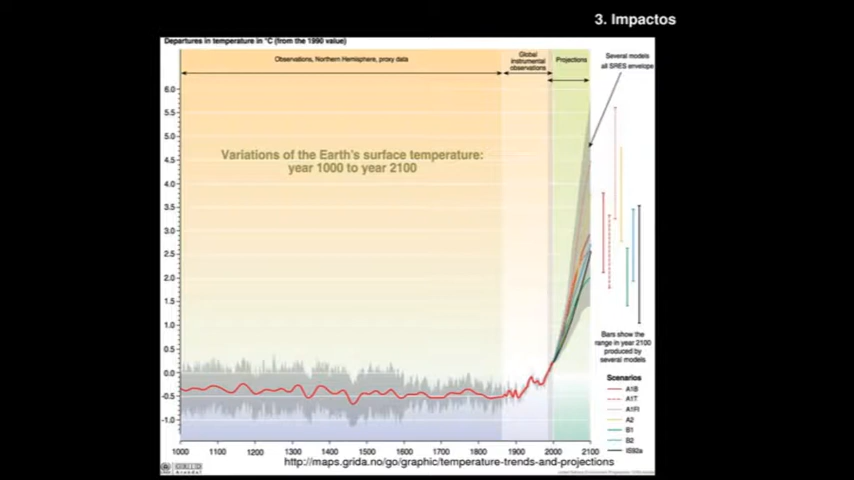 3. Impactos
Departures in temperature in °C (from the 1990 value)
Observations, Northern Hemisphere, proxy data
Global
instrumental
observations
Projections
Several models
all SRES envelope
Variations of the Earth's surface temperature:
year 1000 to year 2100
6.0
5.5
5.0
4.5
4.0
3.5
3.0
2.5
2.0
1.5
1.0
0.5
0.0
-0.5
-1.0
Bars show the
range in year 2100
produced by
several models
Scenarios
A1B
A1T
A1FI
A2
B1
B2
IS92a
1000 1100 1200 1300 1400 1500 1600 1700 1800 1900 2000 2100
http://maps.grida.no/go/graphic/temperature-trends-and-projections